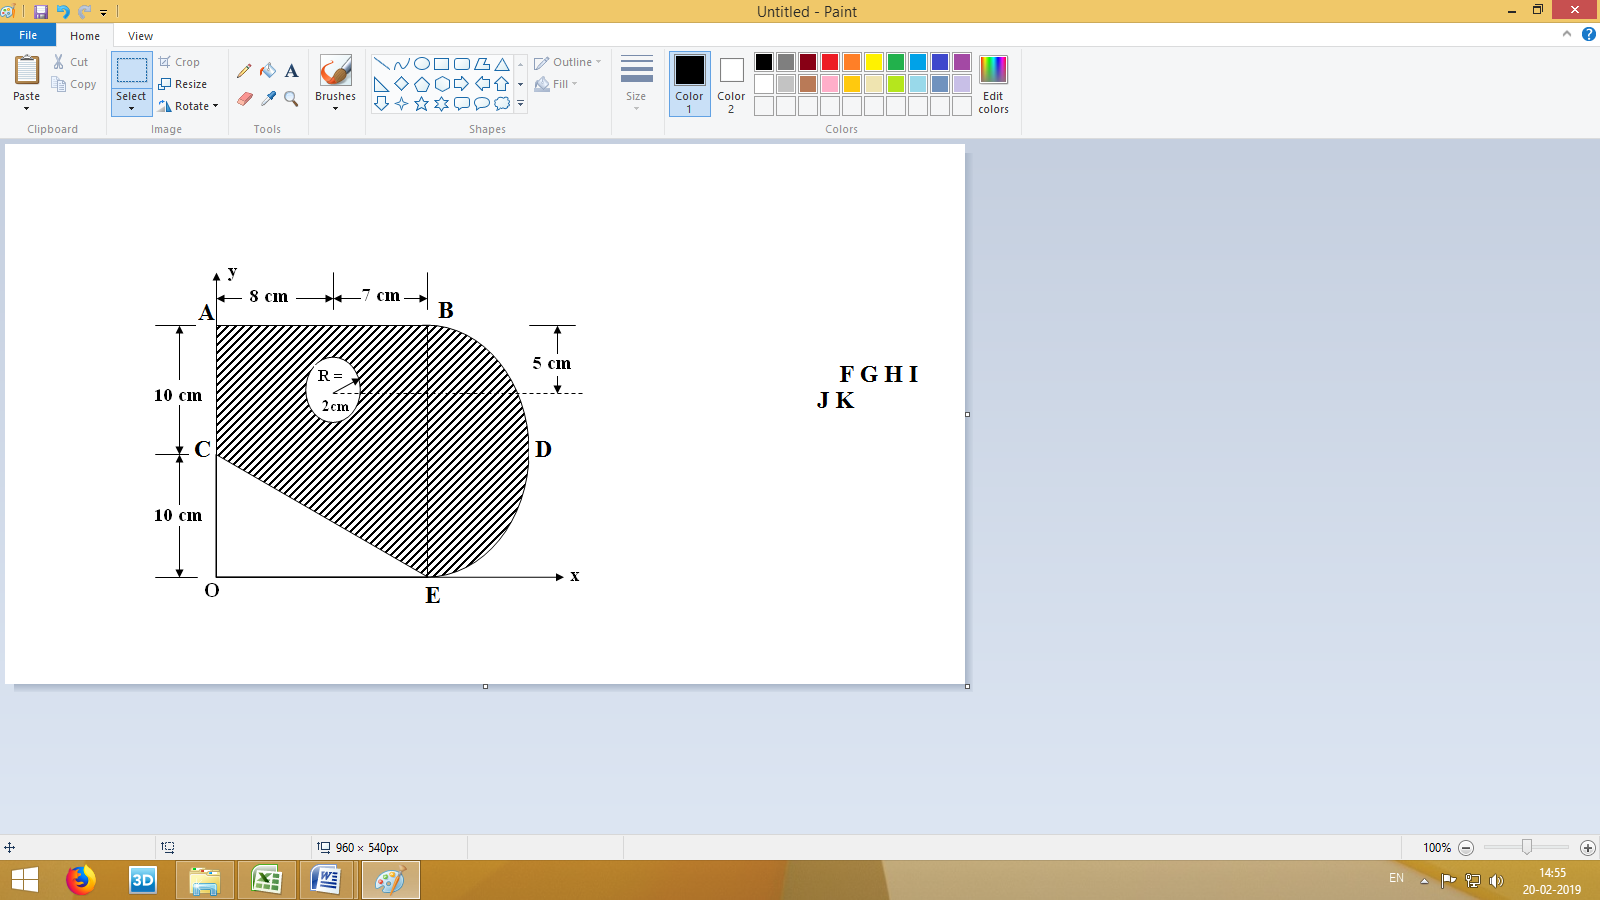 Untitled - Paint
File Home View
Paste Cut Copy Select Crop Resize Rotate Brushes Outline Fill Size Color 1 Color 2 Edit colors
Clipboard Image Tools Shapes Colors
y
8 cm 7 cm
A B
5 cm
R =
10 cm 2cm
F G H I
J K
C D
10 cm
x
O E
960 × 540px 100%
3D
EN 14:55
20-02-2019